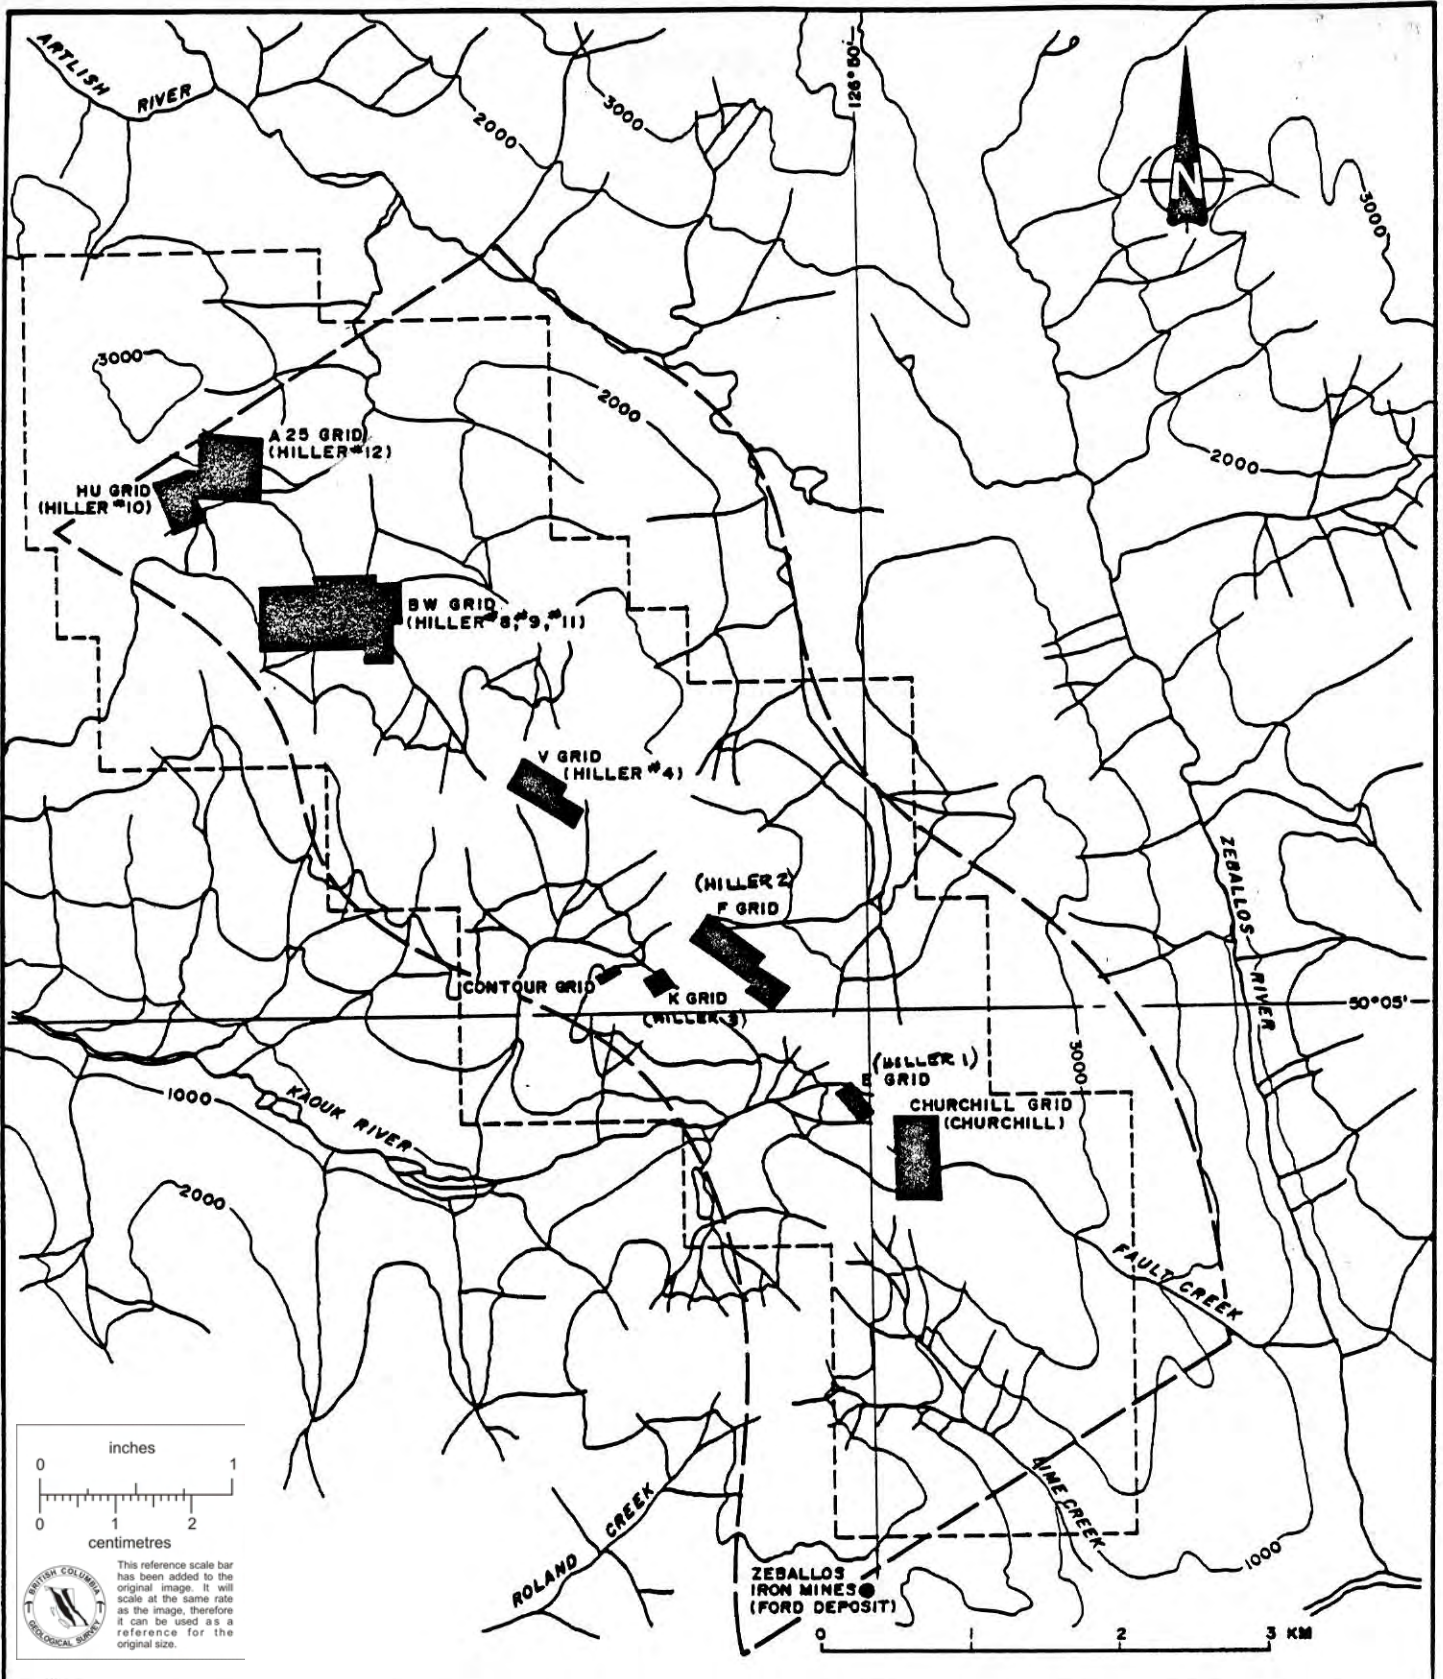 ARTLISH
RIVER
2000
3000
126°50'
N
3000
3000
2000
2000
A 25 GRID
(HILLER #12)
HU GRID
(HILLER #10)
BW GRID
(HILLER #8, #9, #11)
V GRID
(HILLER #4)
(HILLER 2)
F GRID
CONTOUR GRID
K GRID
(HILLER 3)
50°05'
ZEBALLOS
RIVER
3000
(HILLER 1)
E GRID
CHURCHILL GRID
(CHURCHILL)
1000
KAOUK RIVER
2000
FAULT CREEK
LIME CREEK
1000
ROLAND CREEK
ZEBALLOS
IRON MINES
(FORD DEPOSIT)
0 1 2 3 KM
inches
0 1
0 1 2
centimetres
This reference scale bar
has been added to the
original image. It will
scale at the same rate
as the image, therefore
it can be used as a
reference for the
original size.
BRITISH COLUMBIA
GEOLOGICAL SURVEY